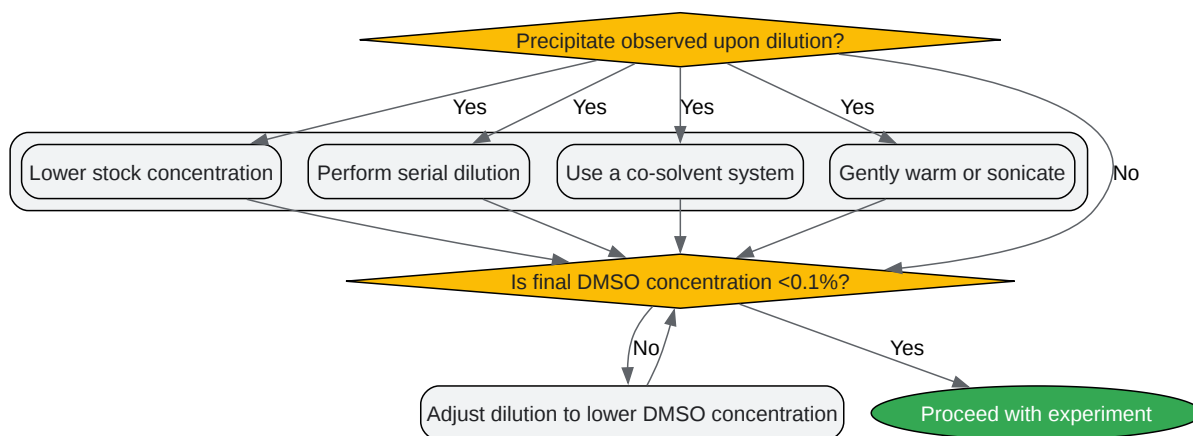 Precipitate observed upon dilution?
Yes
Yes
Yes
Yes
Lower stock concentration
Perform serial dilution
Use a co-solvent system
Gently warm or sonicate
No
Is final DMSO concentration <0.1%?
No
Yes
Adjust dilution to lower DMSO concentration
Proceed with experiment